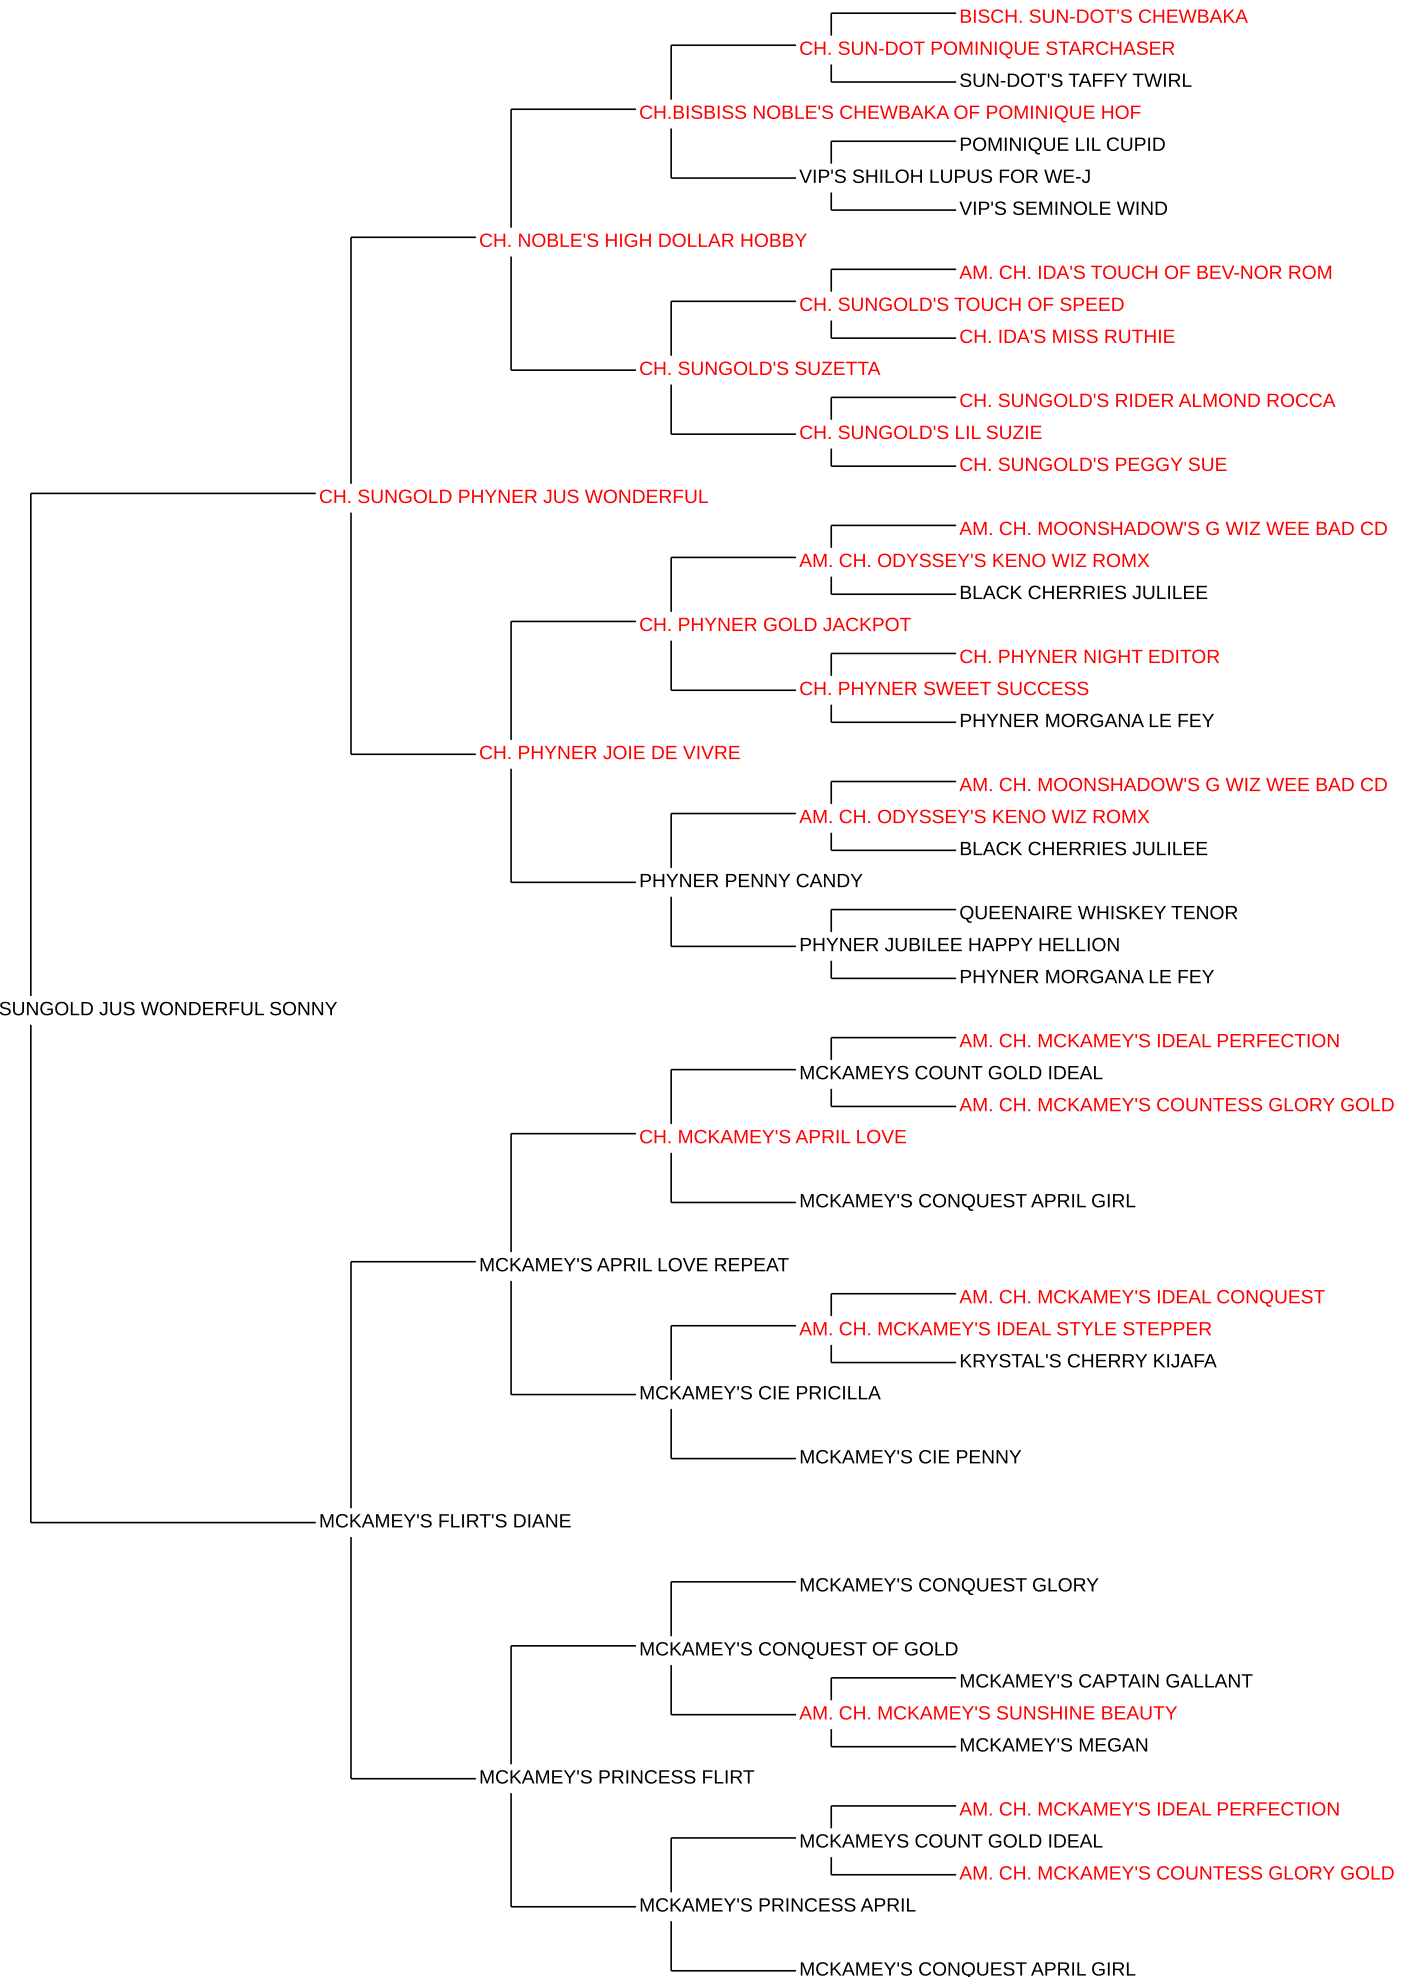 BISCH. SUN-DOT'S CHEWBAKA
CH. SUN-DOT POMINIQUE STARCHASER
SUN-DOT'S TAFFY TWIRL
CH.BISBISS NOBLE'S CHEWBAKA OF POMINIQUE HOF
POMINIQUE LIL CUPID
VIP'S SHILOH LUPUS FOR WE-J
VIP'S SEMINOLE WIND
CH. NOBLE'S HIGH DOLLAR HOBBY
AM. CH. IDA'S TOUCH OF BEV-NOR ROM
CH. SUNGOLD'S TOUCH OF SPEED
CH. IDA'S MISS RUTHIE
CH. SUNGOLD'S SUZETTA
CH. SUNGOLD'S RIDER ALMOND ROCCA
CH. SUNGOLD'S LIL SUZIE
CH. SUNGOLD'S PEGGY SUE
CH. SUNGOLD PHYNER JUS WONDERFUL
AM. CH. MOONSHADOW'S G WIZ WEE BAD CD
AM. CH. ODYSSEY'S KENO WIZ ROMX
BLACK CHERRIES JULILEE
CH. PHYNER GOLD JACKPOT
CH. PHYNER NIGHT EDITOR
CH. PHYNER SWEET SUCCESS
PHYNER MORGANA LE FEY
CH. PHYNER JOIE DE VIVRE
AM. CH. MOONSHADOW'S G WIZ WEE BAD CD
AM. CH. ODYSSEY'S KENO WIZ ROMX
BLACK CHERRIES JULILEE
PHYNER PENNY CANDY
QUEENAIRE WHISKEY TENOR
PHYNER JUBILEE HAPPY HELLION
PHYNER MORGANA LE FEY
SUNGOLD JUS WONDERFUL SONNY
AM. CH. MCKAMEY'S IDEAL PERFECTION
MCKAMEYS COUNT GOLD IDEAL
AM. CH. MCKAMEY'S COUNTESS GLORY GOLD
CH. MCKAMEY'S APRIL LOVE
MCKAMEY'S CONQUEST APRIL GIRL
MCKAMEY'S APRIL LOVE REPEAT
AM. CH. MCKAMEY'S IDEAL CONQUEST
AM. CH. MCKAMEY'S IDEAL STYLE STEPPER
KRYSTAL'S CHERRY KIJAFA
MCKAMEY'S CIE PRICILLA
MCKAMEY'S CIE PENNY
MCKAMEY'S FLIRT'S DIANE
MCKAMEY'S CONQUEST GLORY
MCKAMEY'S CONQUEST OF GOLD
MCKAMEY'S CAPTAIN GALLANT
AM. CH. MCKAMEY'S SUNSHINE BEAUTY
MCKAMEY'S MEGAN
MCKAMEY'S PRINCESS FLIRT
AM. CH. MCKAMEY'S IDEAL PERFECTION
MCKAMEYS COUNT GOLD IDEAL
AM. CH. MCKAMEY'S COUNTESS GLORY GOLD
MCKAMEY'S PRINCESS APRIL
MCKAMEY'S CONQUEST APRIL GIRL